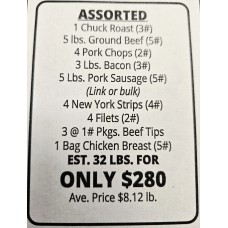 ASSORTED
1 Chuck Roast (3#)
5 lbs. Ground Beef (5#)
4 Pork Chops (2#)
3 Lbs. Bacon (3#)
5 Lbs. Pork Sausage (5#)
(Link or bulk)
4 New York Strips (4#)
4 Filets (2#)
3 @ 1# Pkgs. Beef Tips
1 Bag Chicken Breast (5#)
EST. 32 LBS. FOR
ONLY $280
Ave. Price $8.12 lb.